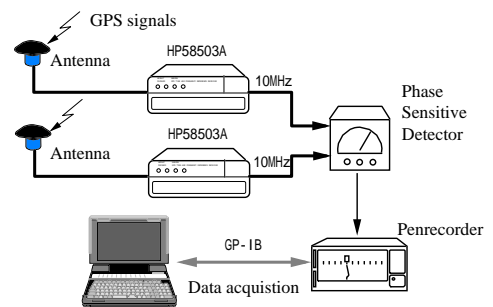 GPS signals
Antenna
HP58503A
10MHz
Phase
Sensitive
Detector
HP58503A
Antenna
10MHz
Penrecorder
GP-IB
Data acquistion